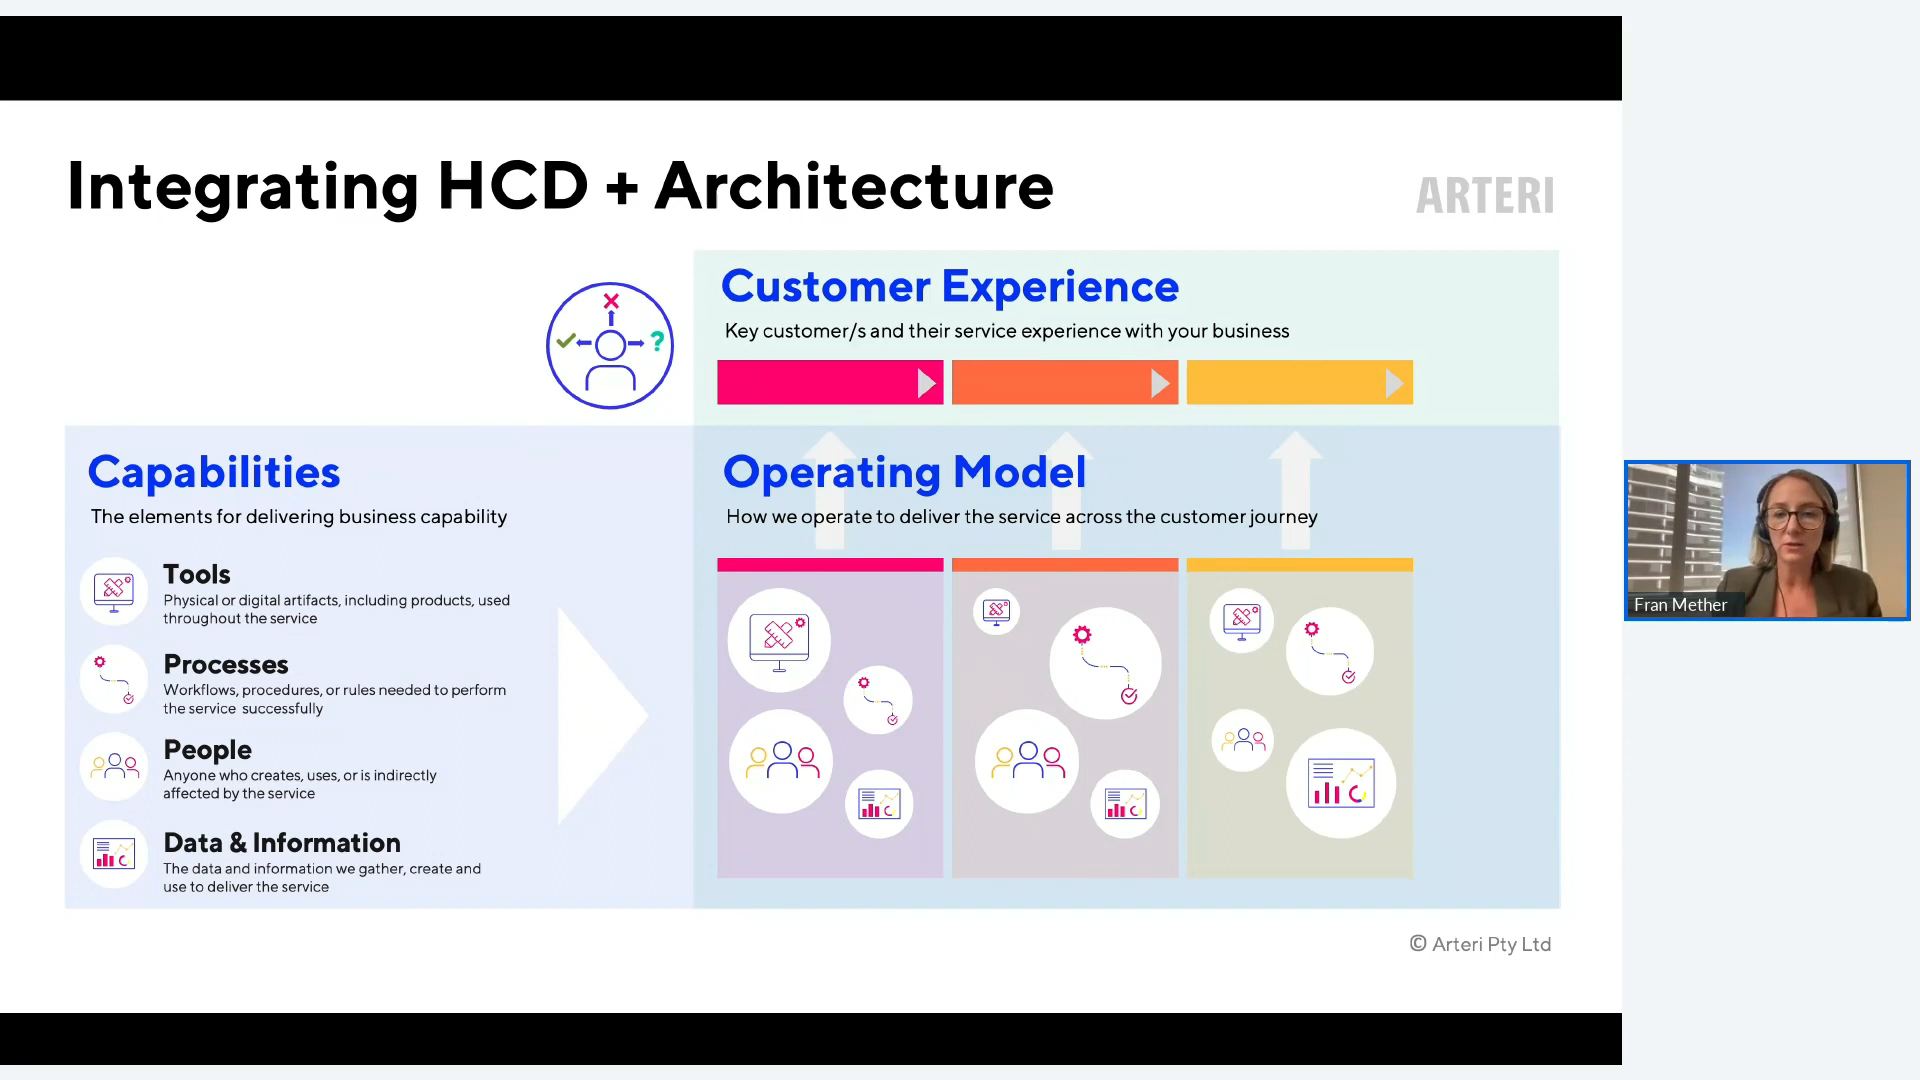 Integrating HCD + Architecture
ARTERI
Customer Experience
Key customer/s and their service experience with your business
Capabilities
The elements for delivering business capability
Tools
Physical or digital artifacts, including products, used
throughout the service
Processes
Workflows, procedures, or rules needed to perform
the service successfully
People
Anyone who creates, uses, or is indirectly
affected by the service
Data & Information
The data and information we gather, create and
use to deliver the service
Operating Model
How we operate to deliver the service across the customer journey
© Arteri Pty Ltd
Fran Mether